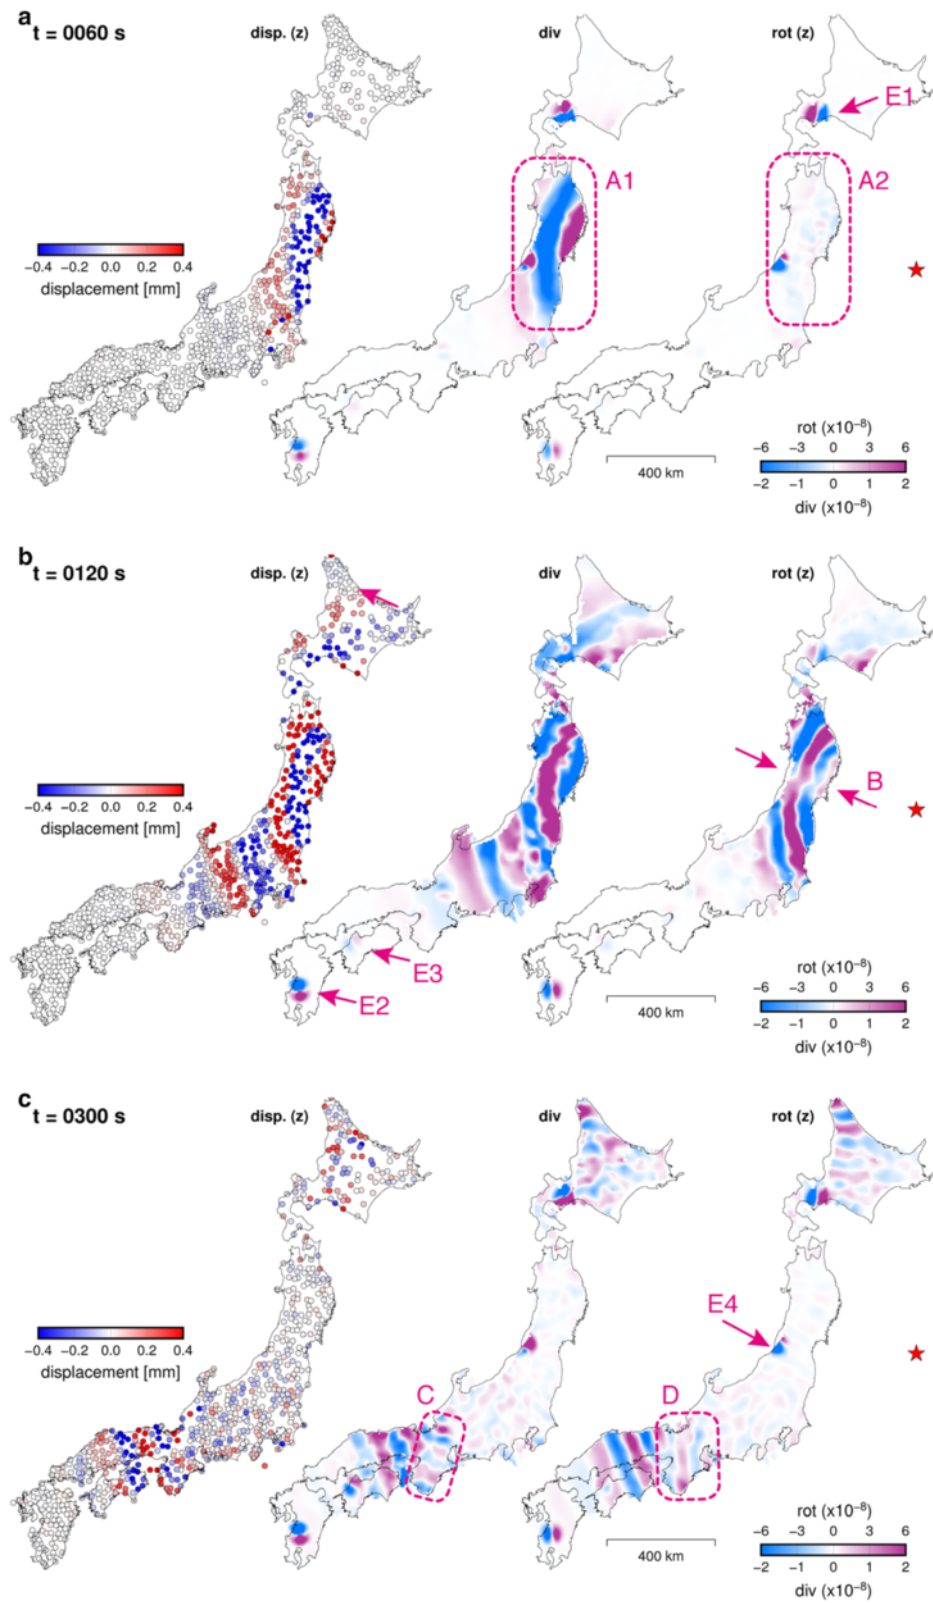 a
t = 0060 s
disp. (z)
div
rot (z)
E1
A1
A2
−0.4 −0.2 0.0 0.2 0.4
displacement [mm]
400 km
rot (x10−8)
−6 −3 0 3 6
−2 −1 0 1 2
div (x10−8)
b
t = 0120 s
disp. (z)
div
rot (z)
B
−0.4 −0.2 0.0 0.2 0.4
displacement [mm]
E3
E2
400 km
rot (x10−8)
−6 −3 0 3 6
−2 −1 0 1 2
div (x10−8)
c
t = 0300 s
disp. (z)
div
rot (z)
E4
−0.4 −0.2 0.0 0.2 0.4
displacement [mm]
C
D
400 km
rot (x10−8)
−6 −3 0 3 6
−2 −1 0 1 2
div (x10−8)